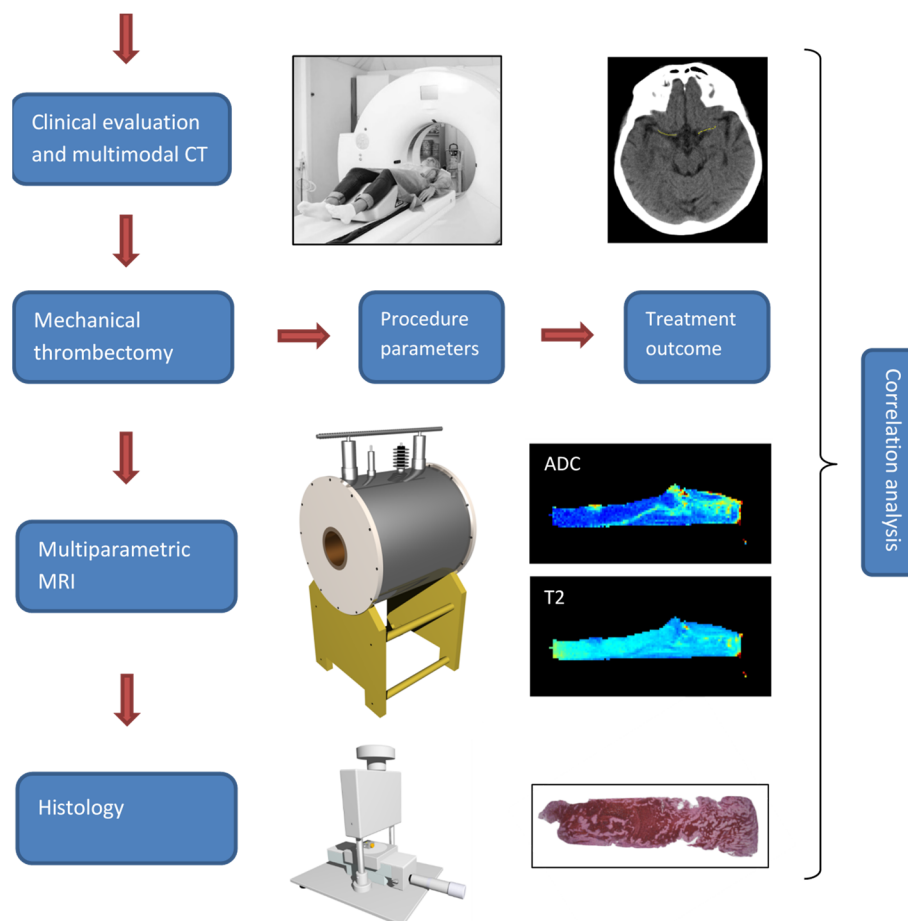 Clinical evaluation
and multimodal CT
Mechanical
thrombectomy
Procedure
parameters
Treatment
outcome
Correlation analysis
ADC
Multiparametric
MRI
T2
Histology